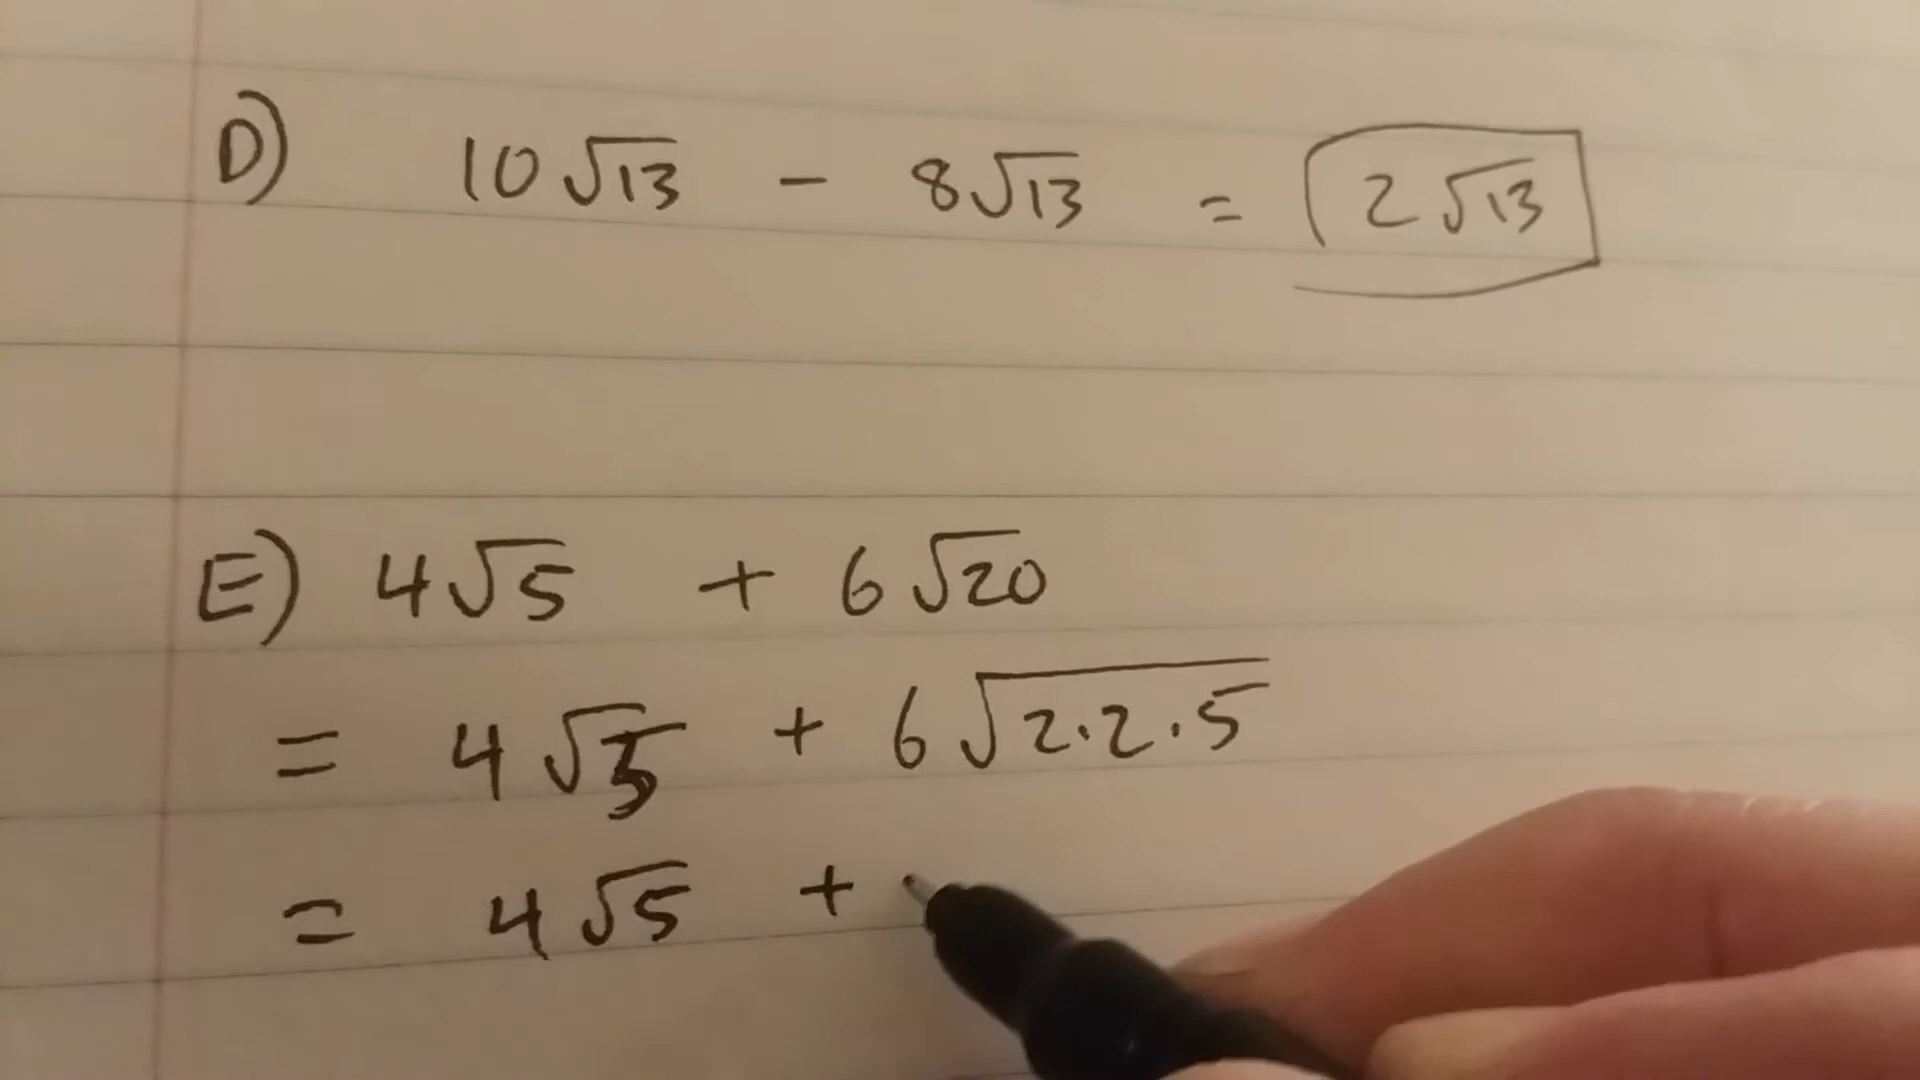 D) 10√13 - 8√13 = 2√13
E) 4√5 + 6√20
= 4√5 + 6√2·2·5
= 4√5 +